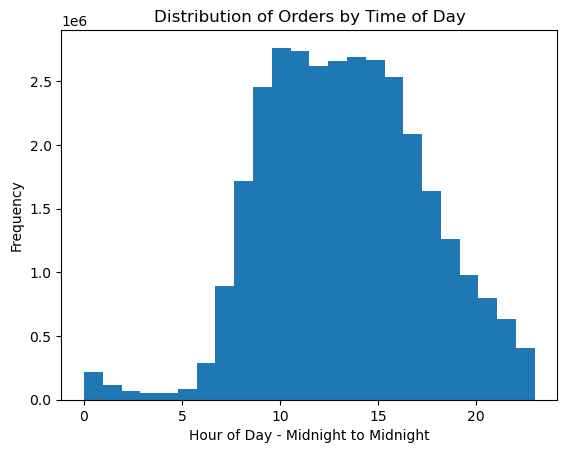 Distribution of Orders by Time of Day
1e6
2.5
2.0
1.5
1.0
0.5
0.0
Frequency
0 5 10 15 20
Hour of Day - Midnight to Midnight